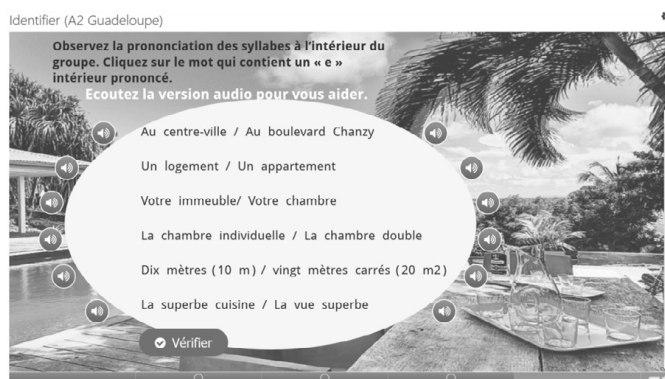 Identifier (A2 Guadeloupe)
Observez la prononciation des syllabes à l'intérieur du
groupe. Cliquez sur le mot qui contient un « e »
intérieur prononcé.
Ecoutez la version audio pour vous aider.
Au centre-ville / Au boulevard Chanzy
Un logement / Un appartement
Votre immeuble/ Votre chambre
La chambre individuelle / La chambre double
Dix mètres (10 m) / vingt mètres carrés (20 m2)
La superbe cuisine / La vue superbe
Vérifier